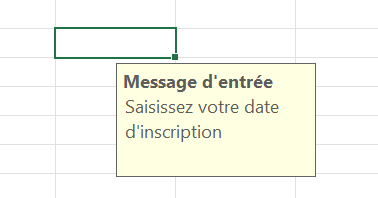 Message d'entrée
Saisissez votre date
d'inscription